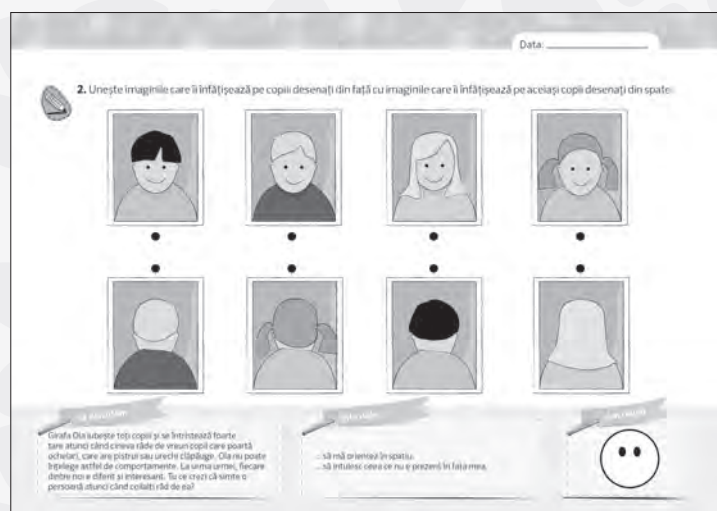 Data:
2. Unește imaginile care îi înfățișează pe copiii desenați din față cu imaginile care îi înfățișează pe aceiași copii desenați din spate.
Girafa Ola iubește toți copiii și se întristează foarte
tare atunci când cineva râde de vreun copil care poartă
ochelari, care are pistrui sau urechi clăpăuge. Ola nu poate
înțelege astfel de comportamente. La urma urmei, fiecare
dintre noi e diferit și interesant. Tu ce crezi că simte o
persoană atunci când ceilalți râd de ea?
... să mă orientez în spațiu.
... să intuiesc ceea ce nu e prezent în fața mea.